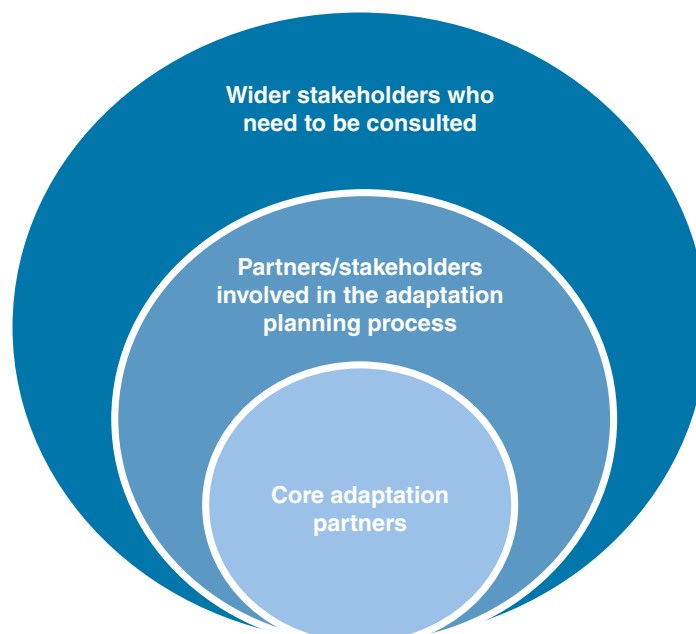 Wider stakeholders who
need to be consulted
Partners/stakeholders
involved in the adaptation
planning process
Core adaptation
partners